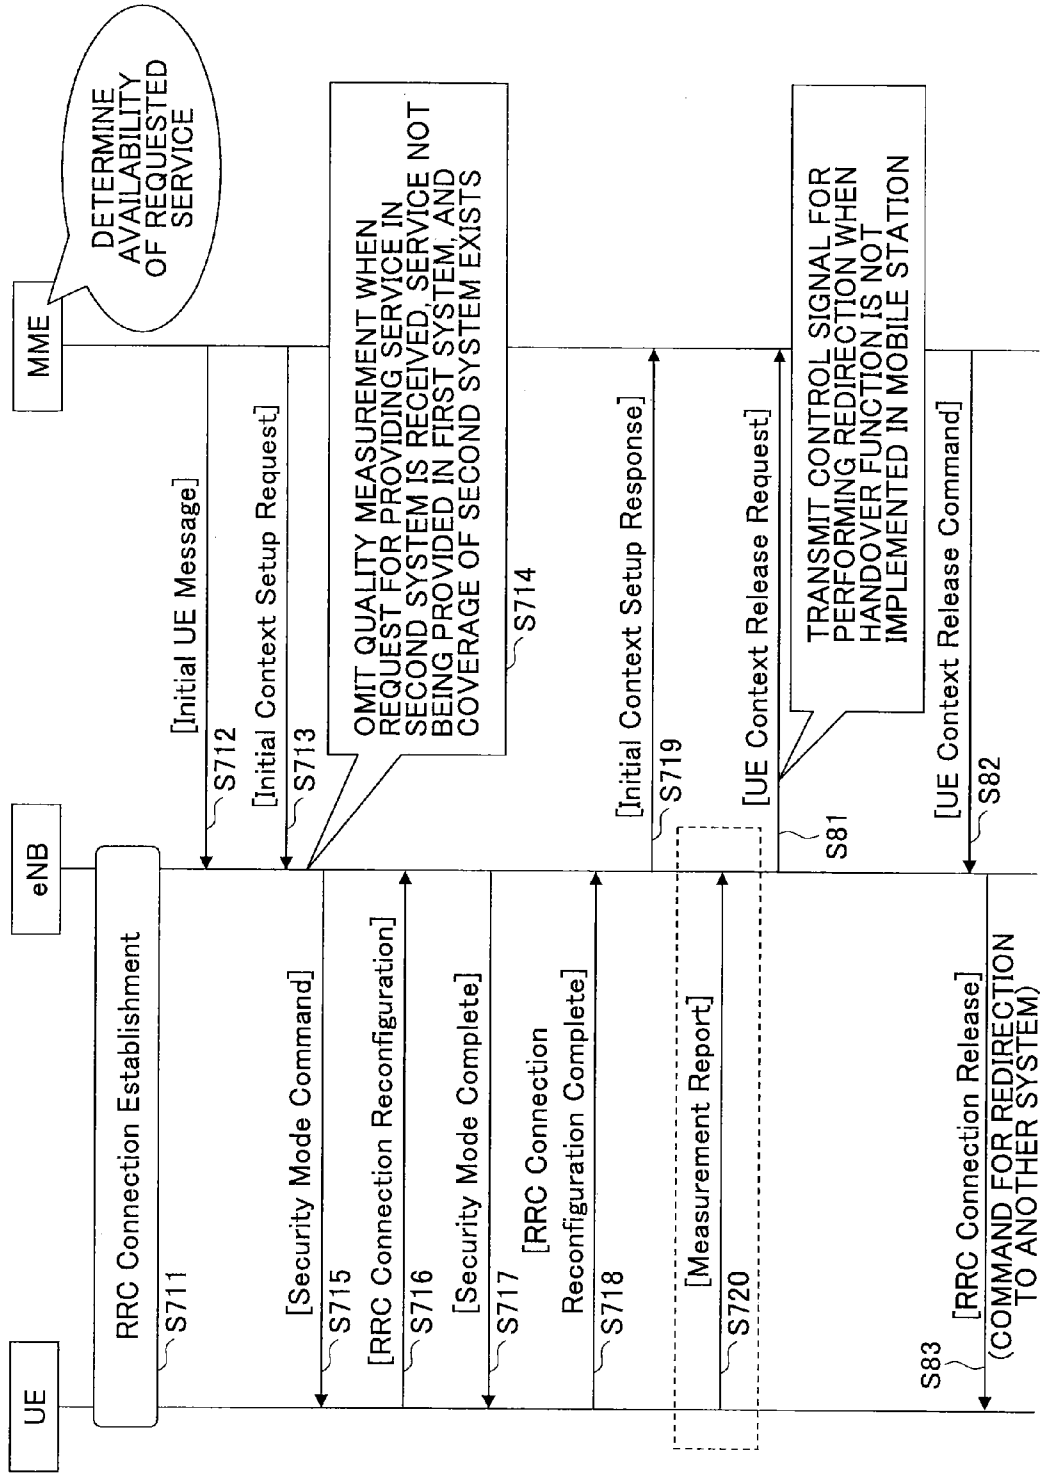 UE
eNB
MME
DETERMINE
AVAILABILITY
OF REQUESTED
SERVICE
RRC Connection Establishment
S711
[Initial UE Message]
S712
[Initial Context Setup Request]
S713
OMIT QUALITY MEASUREMENT WHEN
REQUEST FOR PROVIDING SERVICE IN
SECOND SYSTEM IS RECEIVED, SERVICE NOT
BEING PROVIDED IN FIRST SYSTEM, AND
COVERAGE OF SECOND SYSTEM EXISTS
S714
[Security Mode Command]
S715
[RRC Connection Reconfiguration]
S716
[Security Mode Complete]
S717
[RRC Connection
Reconfiguration Complete]
S718
[Initial Context Setup Response]
S719
[Measurement Report]
S720
[UE Context Release Request]
S81
TRANSMIT CONTROL SIGNAL FOR
PERFORMING REDIRECTION WHEN
HANDOVER FUNCTION IS NOT
IMPLEMENTED IN MOBILE STATION
[UE Context Release Command]
S82
S83
[RRC Connection Release]
(COMMAND FOR REDIRECTION
TO ANOTHER SYSTEM)